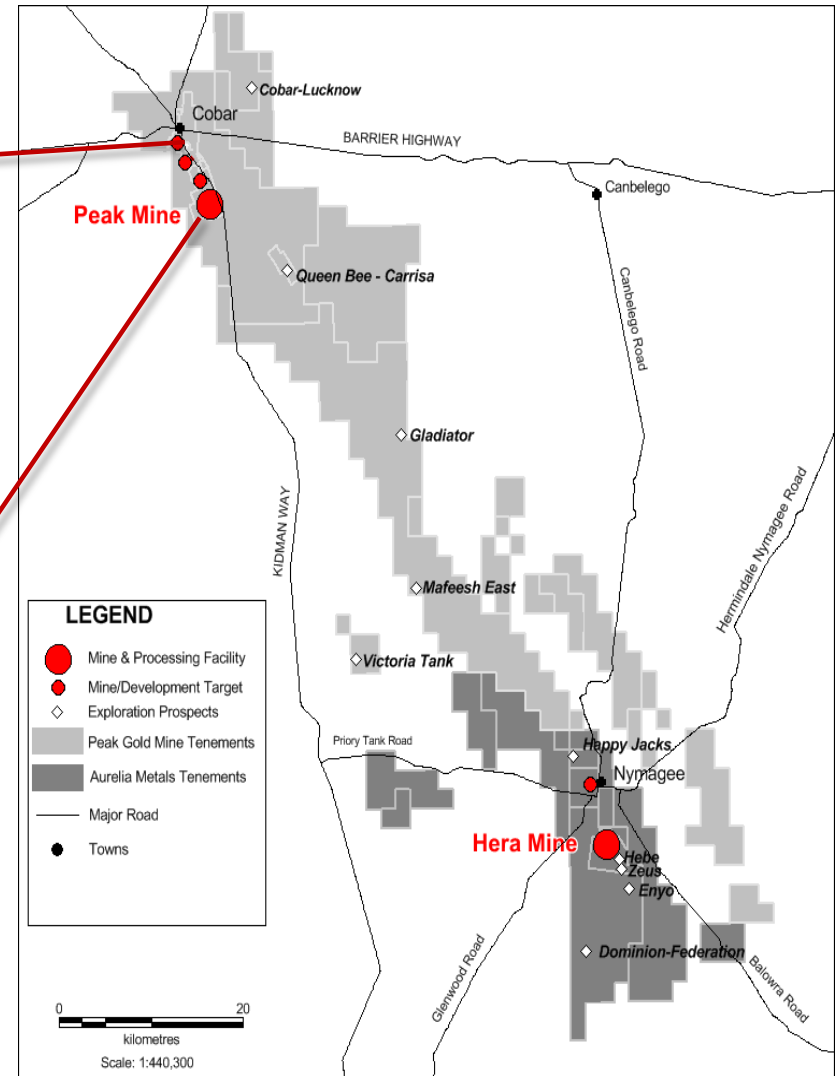 Cobar-Lucknow
Cobar
BARRIER HIGHWAY
Canbelego
Peak Mine
Queen Bee - Carrisa
Canbelego Road
Gladiator
KIDMAN WAY
Hermindale Nymagee Road
Mafeesh East
Victoria Tank
Priory Tank Road
Happy Jacks
Nymagee
Hera Mine
Hebe
Zeus
Enyo
Dominion-Federation
Glenwood Road
Balowra Road
LEGEND
Mine & Processing Facility
Mine/Development Target
Exploration Prospects
Peak Gold Mine Tenements
Aurelia Metals Tenements
Major Road
Towns
0 20
kilometres
Scale: 1:440,300